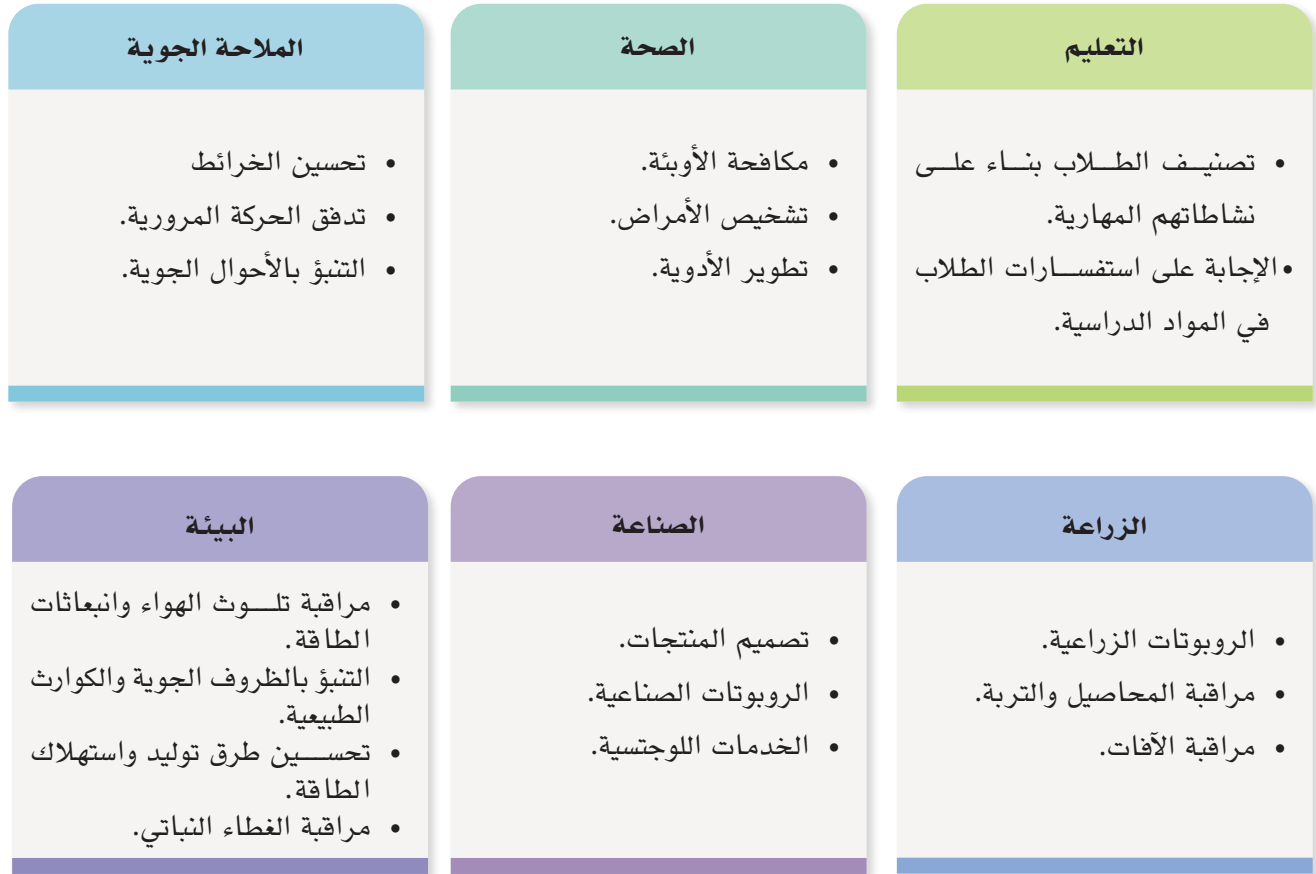 التعليم
• تصنيف الطلاب بناء على
نشاطاتهم المهارية.
• الإجابة على استفسارات الطلاب
في المواد الدراسية.
الصحة
• مكافحة الأوبئة.
• تشخيص الأمراض.
• تطوير الأدوية.
الملاحة الجوية
• تحسين الخرائط
• تدفق الحركة المرورية.
• التنبؤ بالأحوال الجوية.
الزراعة
• الروبوتات الزراعية.
• مراقبة المحاصيل والتربة.
• مراقبة الآفات.
الصناعة
• تصميم المنتجات.
• الروبوتات الصناعية.
• الخدمات اللوجتسية.
البيئة
• مراقبة تلوث الهواء وانبعاثات
الطاقة.
• التنبؤ بالظروف الجوية والكوارث
الطبيعية.
• تحسين طرق توليد واستهلاك
الطاقة.
• مراقبة الغطاء النباتي.